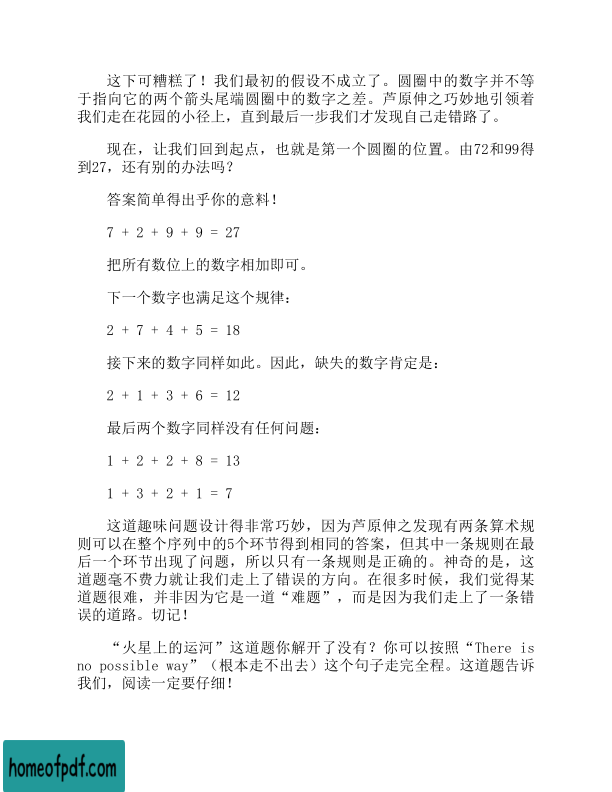 这下可糟糕了！我们最初的假设不成立了。圆圈中的数字并不等
于指向它的两个箭头尾端圆圈中的数字之差。芦原伸之巧妙地引领着
我们走在花园的小径上，直到最后一步我们才发现自己走错路了。
现在，让我们回到起点，也就是第一个圆圈的位置。由72和99得
到27，还有别的办法吗？
答案简单得出乎你的意料！
7 + 2 + 9 + 9 = 27
把所有数位上的数字相加即可。
下一个数字也满足这个规律：
2 + 7 + 4 + 5 = 18
接下来的数字同样如此。因此，缺失的数字肯定是：
2 + 1 + 3 + 6 = 12
最后两个数字同样没有任何问题：
1 + 2 + 2 + 8 = 13
1 + 3 + 2 + 1 = 7
这道趣味问题设计得非常巧妙，因为芦原伸之发现有两条算术规
则可以在整个序列中的5个环节得到相同的答案，但其中一条规则在最
后一个环节出现了问题，所以只有一条规则是正确的。神奇的是，这
道题毫不费力就让我们走上了错误的方向。在很多时候，我们觉得某
道题很难，并非因为它是一道“难题”，而是因为我们走上了一条错
误的道路。切记！
“火星上的运河”这道题你解开了没有？你可以按照“There is
no possible way”（根本走不出去）这个句子走完全程。这道题告诉
我们，阅读一定要仔细！
homeofpdf.com